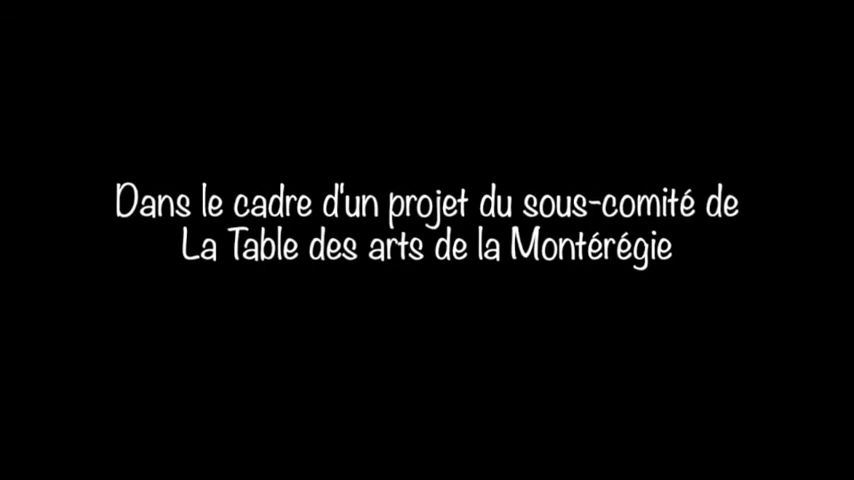 Dans le cadre d'un projet du sous-comité de
La Table des arts de la Montérégie